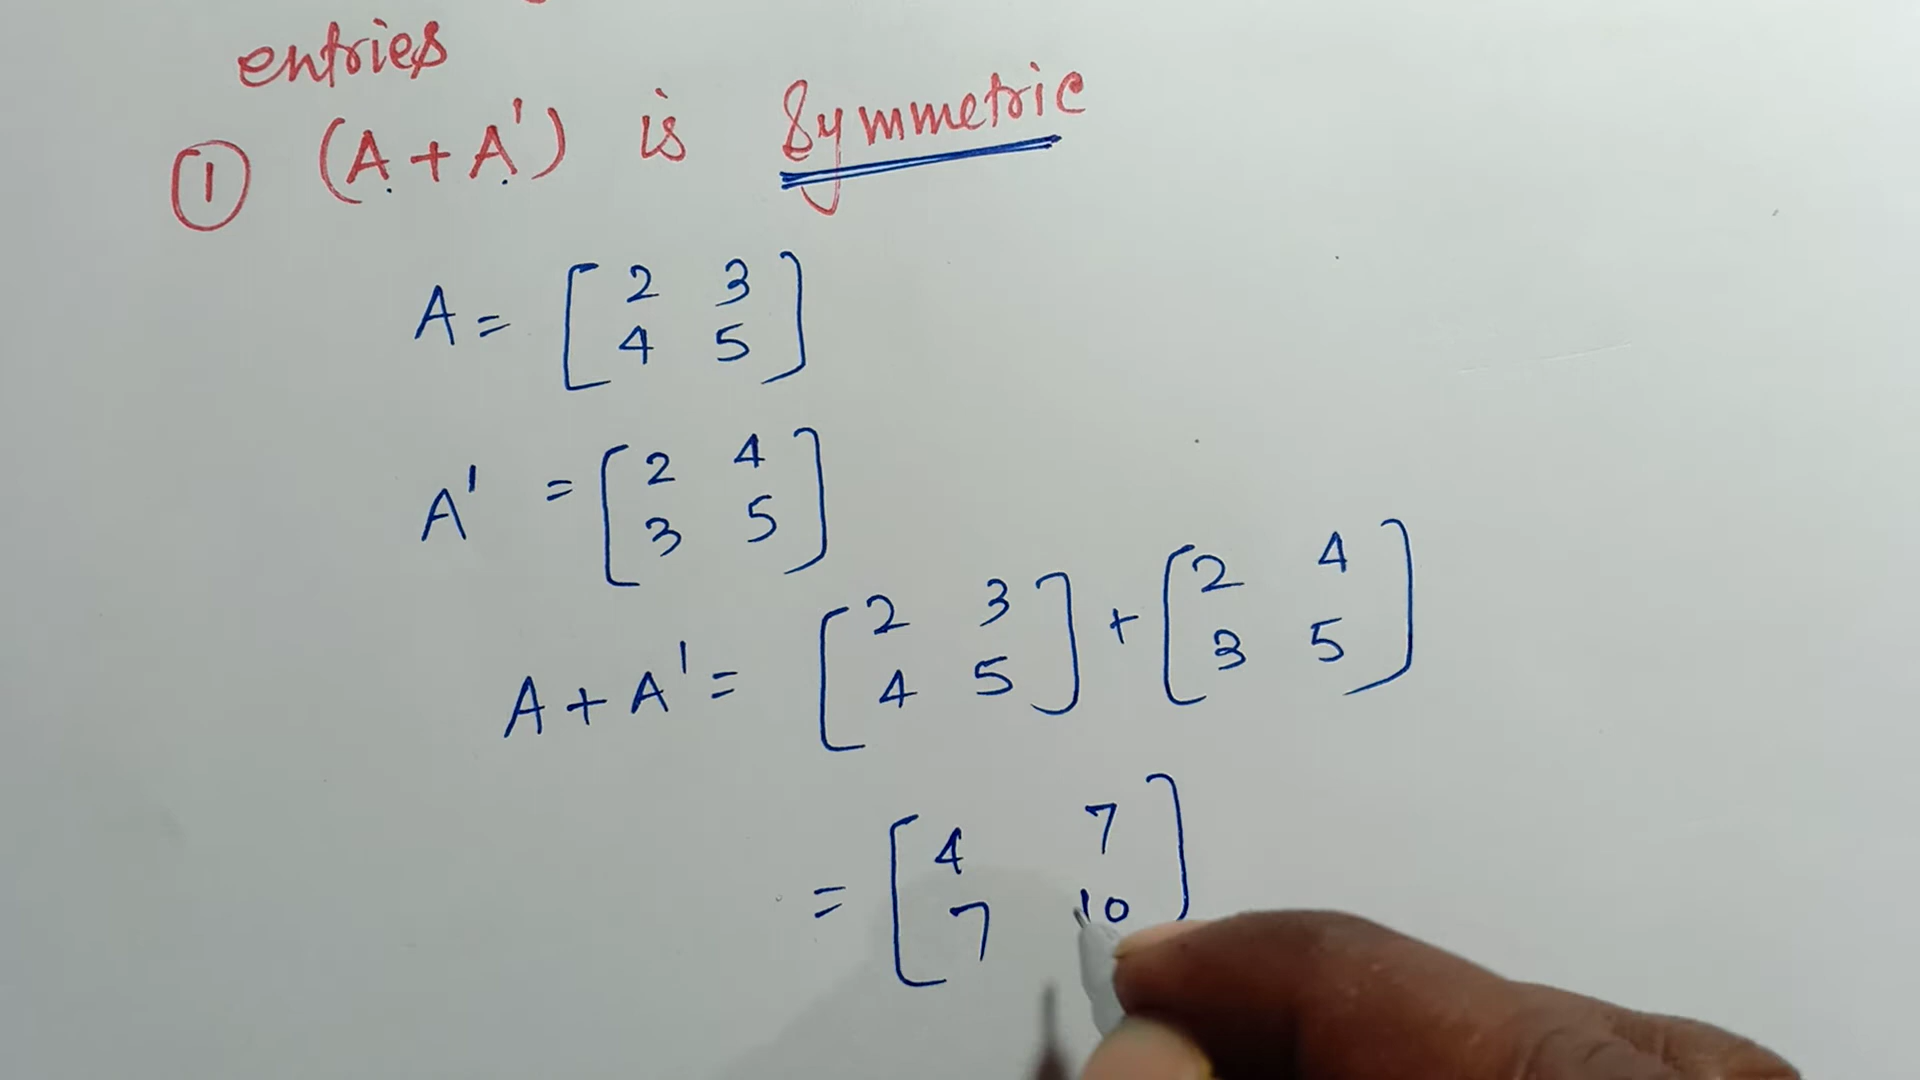 entries
① (A + A') is Symmetric
A = [ 2 3
4 5 ]
A' = [ 2 4
3 5 ]
A + A' = [ 2 3
4 5 ] + [ 2 4
3 5 ]
= [ 4 7
7 10 ]